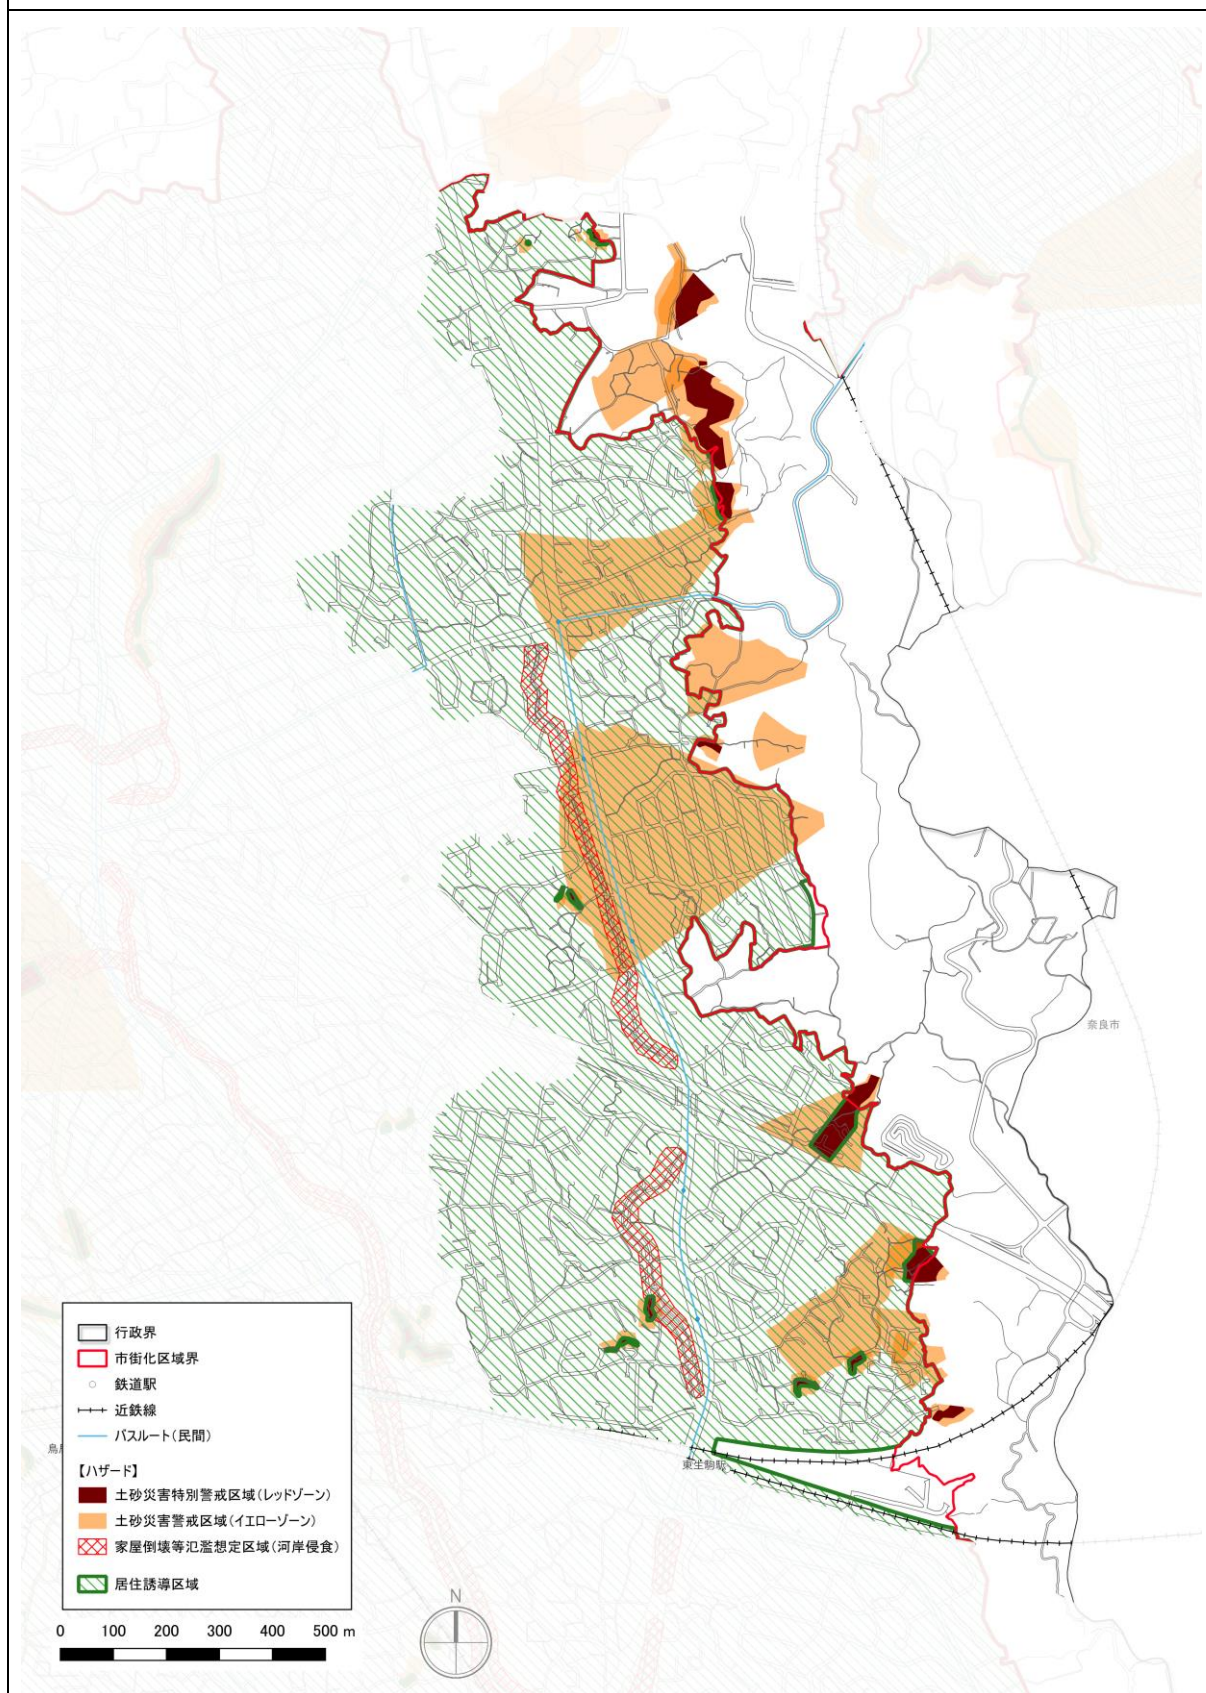 奈良市
東生駒駅
行政界
市街化区域界
鉄道駅
近鉄線
バスルート(民間)
【ハザード】
土砂災害特別警戒区域(レッドゾーン)
土砂災害警戒区域(イエローゾーン)
家屋倒壊等氾濫想定区域(河岸侵食)
居住誘導区域
0 100 200 300 400 500 m
N